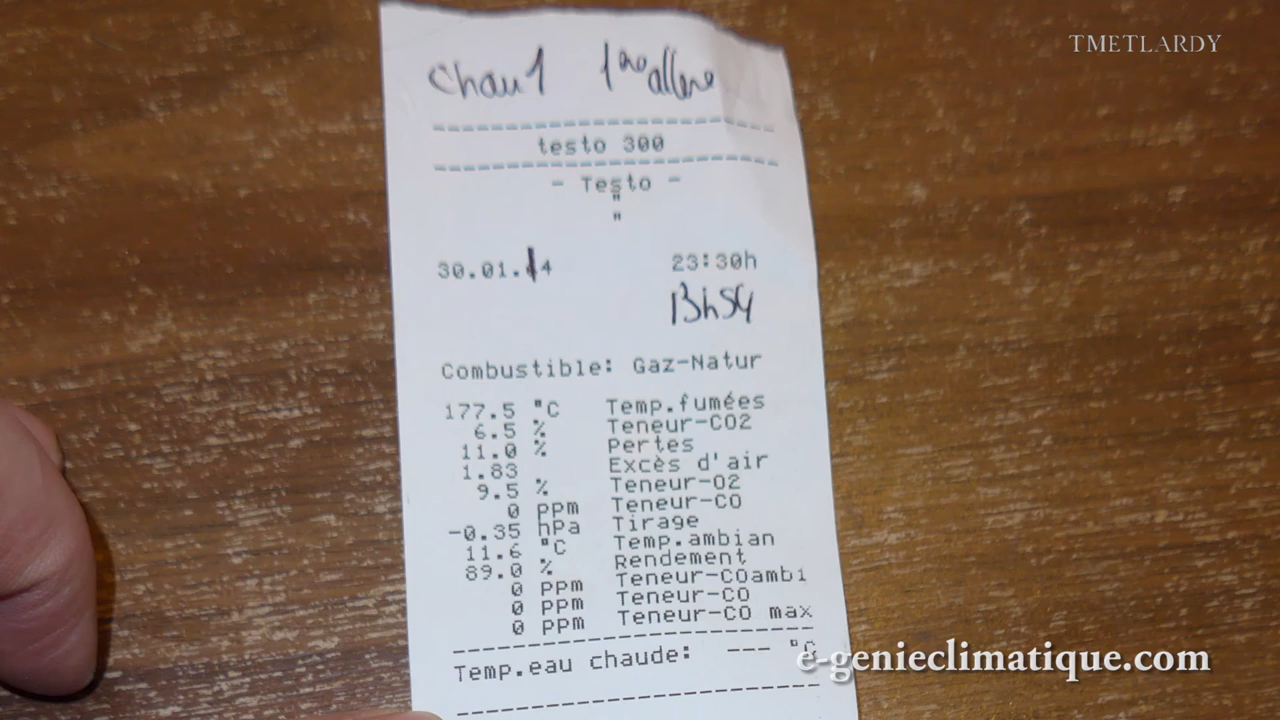 TMETLARDY
Chau 1 1ère allure
testo 300
- Testo -
"
"
30.01.14 23:30h
13h54
Combustible: Gaz-Natur
177.5 °C Temp.fumées
6.5 % Teneur-CO2
11.0 % Pertes
1.83 Excès d'air
9.5 % Teneur-O2
0 ppm Teneur-CO
-0.35 hPa Tirage
11.6 °C Temp.ambian
89.0 % Rendement
0 ppm Teneur-COambi
0 ppm Teneur-CO
0 ppm Teneur-CO max
Temp.eau chaude: --- °C
e-genieclimatique.com